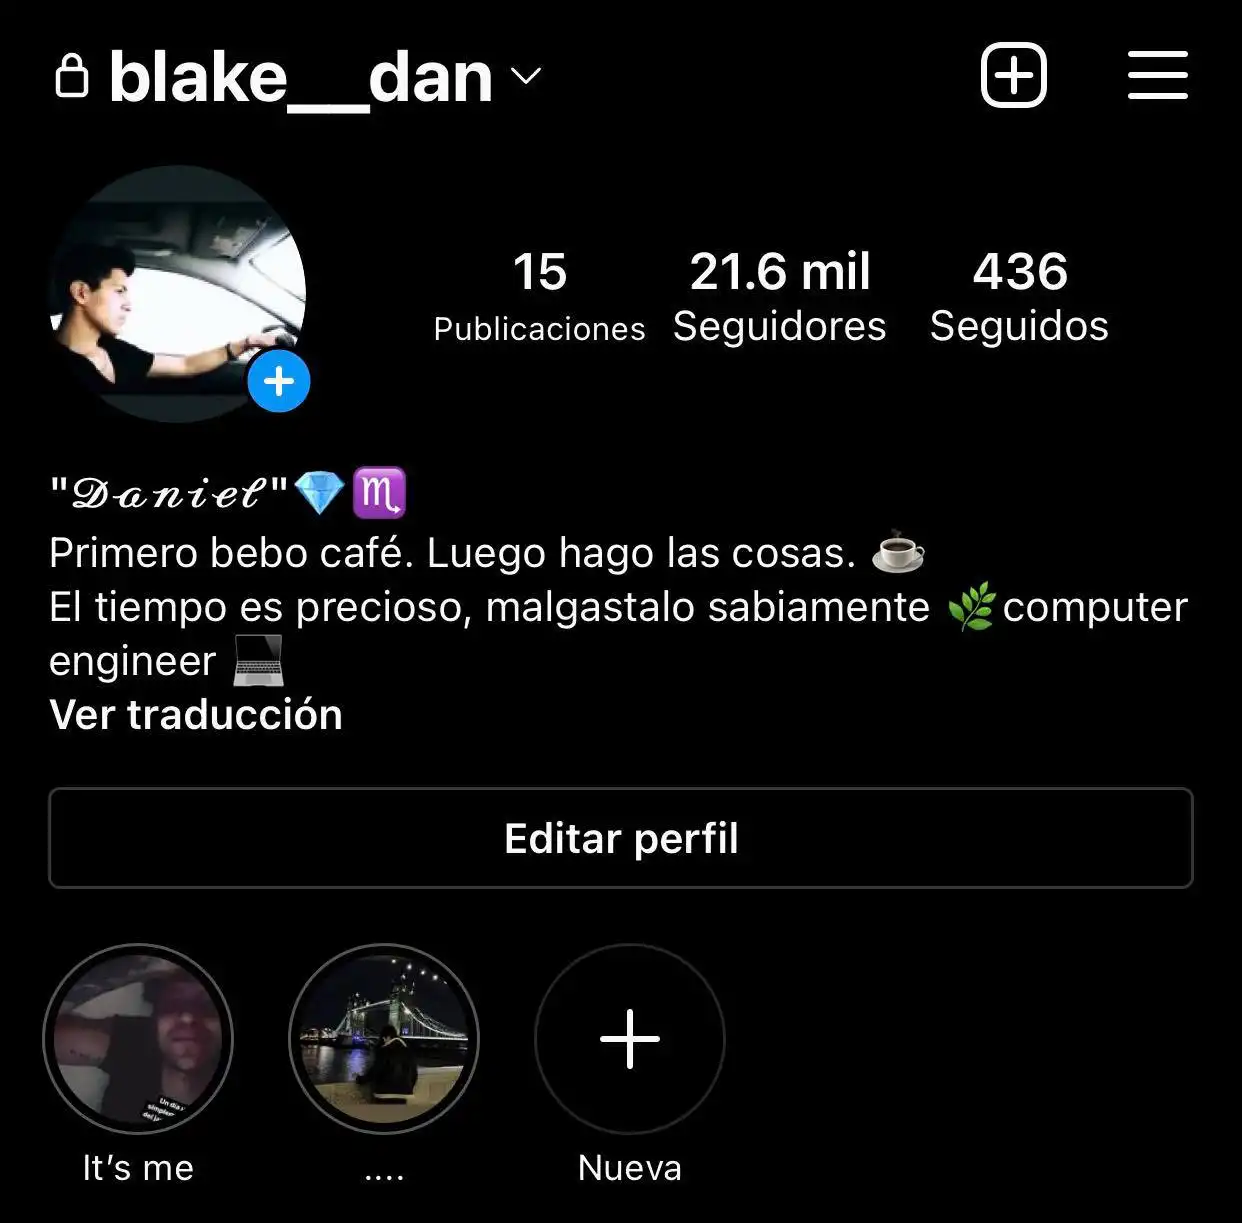 blake__dan
15 21.6 mil 436
Publicaciones Seguidores Seguidos
"𝓓𝓪𝓷𝓲𝓮𝓵"💎♏
Primero bebo café. Luego hago las cosas. ☕
El tiempo es precioso, malgastalo sabiamente 🌿computer
engineer 💻
Ver traducción
Editar perfil
It's me .... Nueva